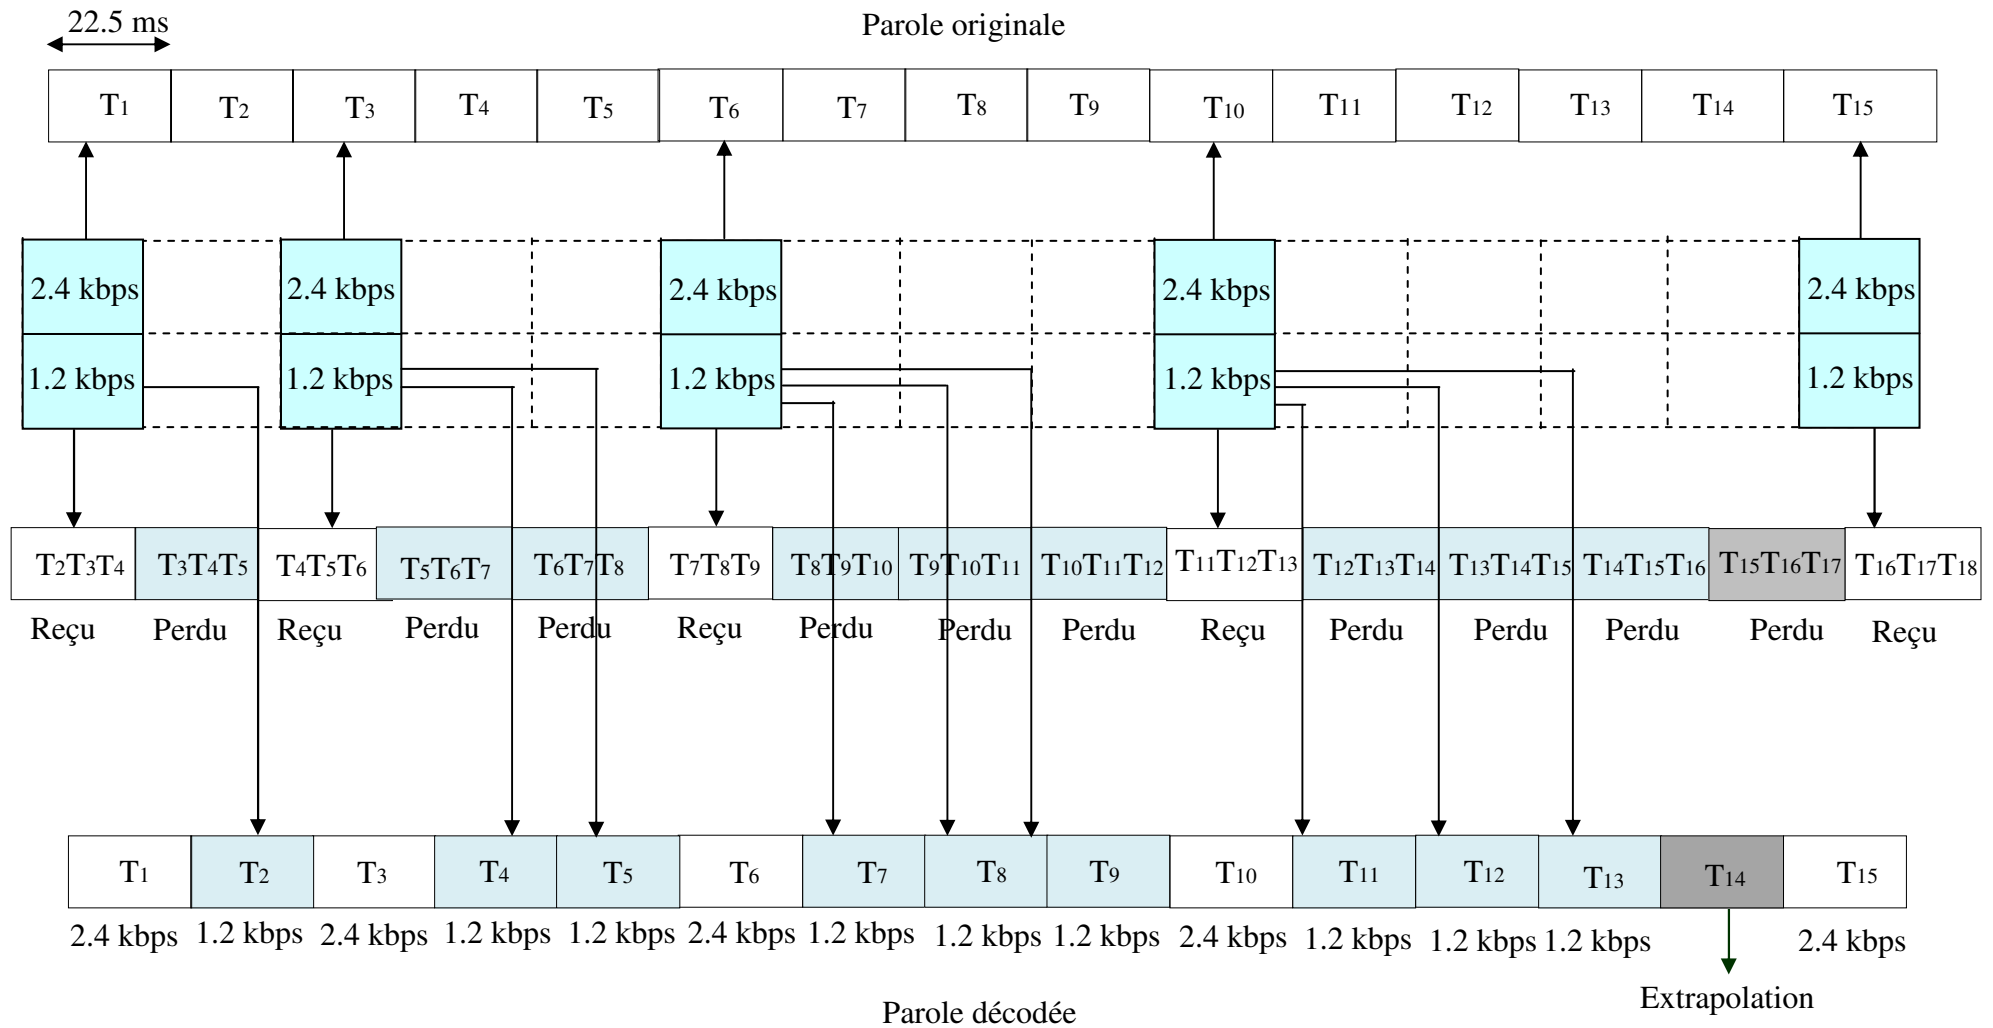 22.5 ms
Parole originale
T1 T2 T3 T4 T5 T6 T7 T8 T9 T10 T11 T12 T13 T14 T15
2.4 kbps 2.4 kbps 2.4 kbps 2.4 kbps 2.4 kbps
1.2 kbps 1.2 kbps 1.2 kbps 1.2 kbps 1.2 kbps
T2T3T4 T3T4T5 T4T5T6 T5T6T7 T6T7T8 T7T8T9 T8T9T10 T9T10T11 T10T11T12 T11T12T13 T12T13T14 T13T14T15 T14T15T16 T15T16T17 T16T17T18
Reçu Perdu Reçu Perdu Perdu Reçu Perdu Perdu Perdu Reçu Perdu Perdu Perdu Perdu Reçu
T1 T2 T3 T4 T5 T6 T7 T8 T9 T10 T11 T12 T13 T14 T15
2.4 kbps 1.2 kbps 2.4 kbps 1.2 kbps 1.2 kbps 2.4 kbps 1.2 kbps 1.2 kbps 1.2 kbps 2.4 kbps 1.2 kbps 1.2 kbps 1.2 kbps 2.4 kbps
Extrapolation
Parole décodée